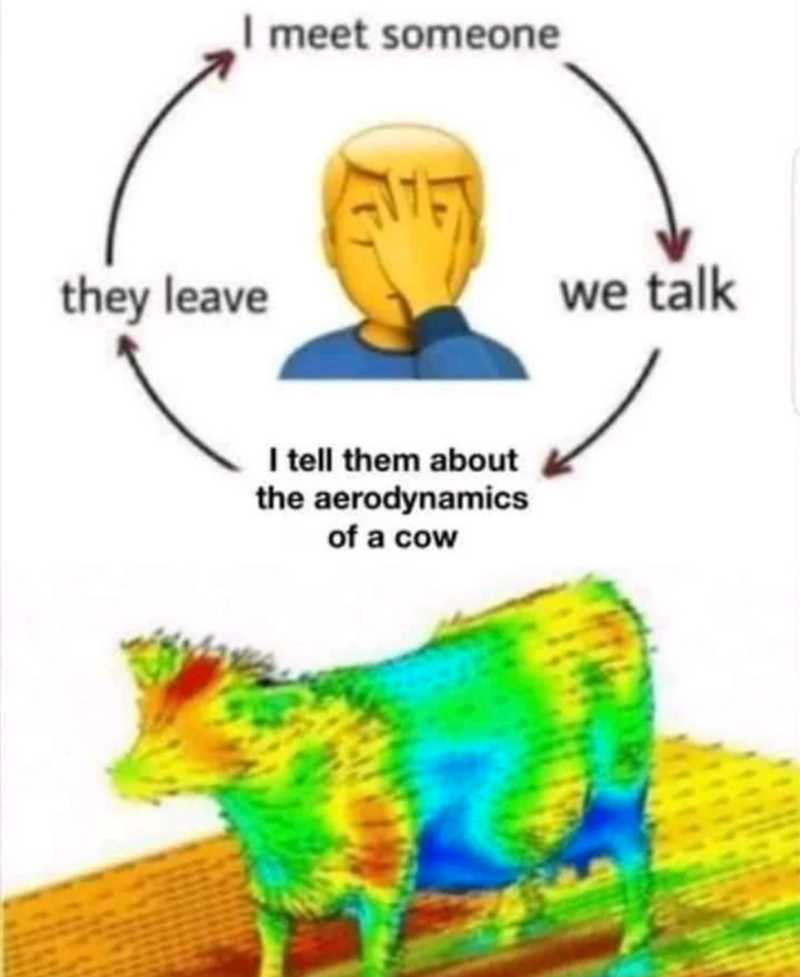 I meet someone
we talk
I tell them about
the aerodynamics
of a cow
they leave